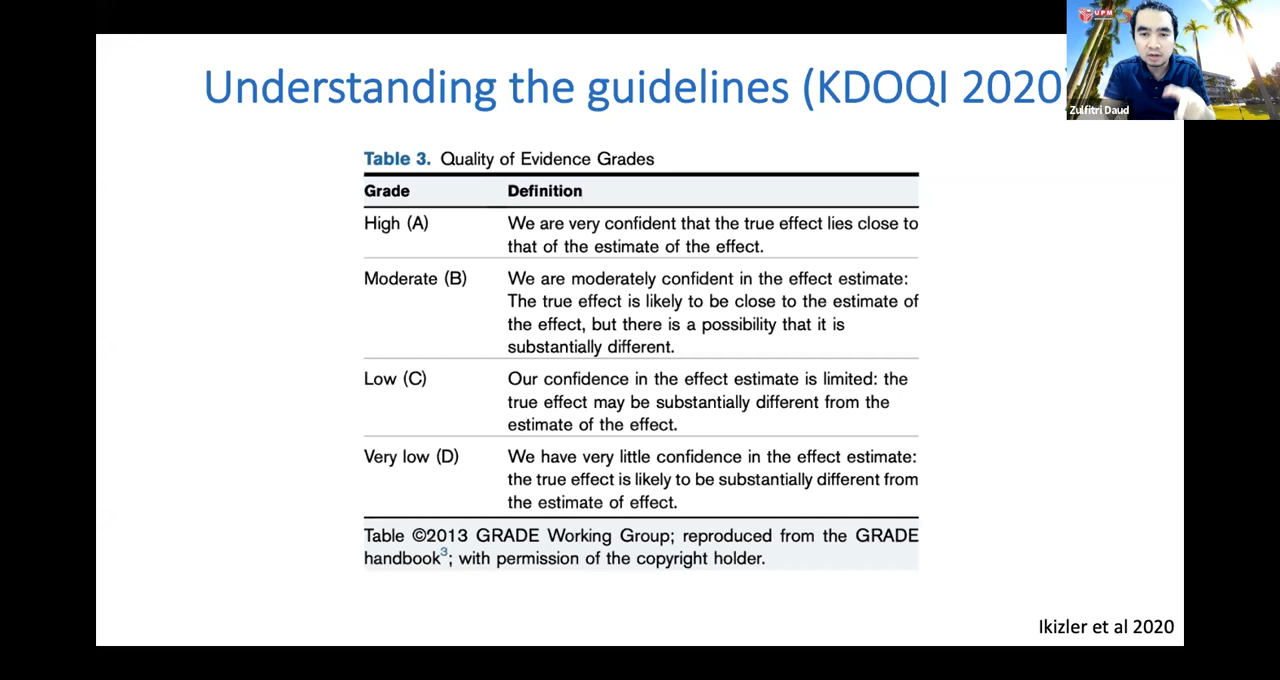 Understanding the guidelines (KDOQI 2020)
UPM
Zulfitri Daud
Table 3. Quality of Evidence Grades
Grade Definition
High (A) We are very confident that the true effect lies close to
that of the estimate of the effect.
Moderate (B) We are moderately confident in the effect estimate:
The true effect is likely to be close to the estimate of
the effect, but there is a possibility that it is
substantially different.
Low (C) Our confidence in the effect estimate is limited: the
true effect may be substantially different from the
estimate of the effect.
Very low (D) We have very little confidence in the effect estimate:
the true effect is likely to be substantially different from
the estimate of effect.
Table ©2013 GRADE Working Group; reproduced from the GRADE
handbook3; with permission of the copyright holder.
Ikizler et al 2020